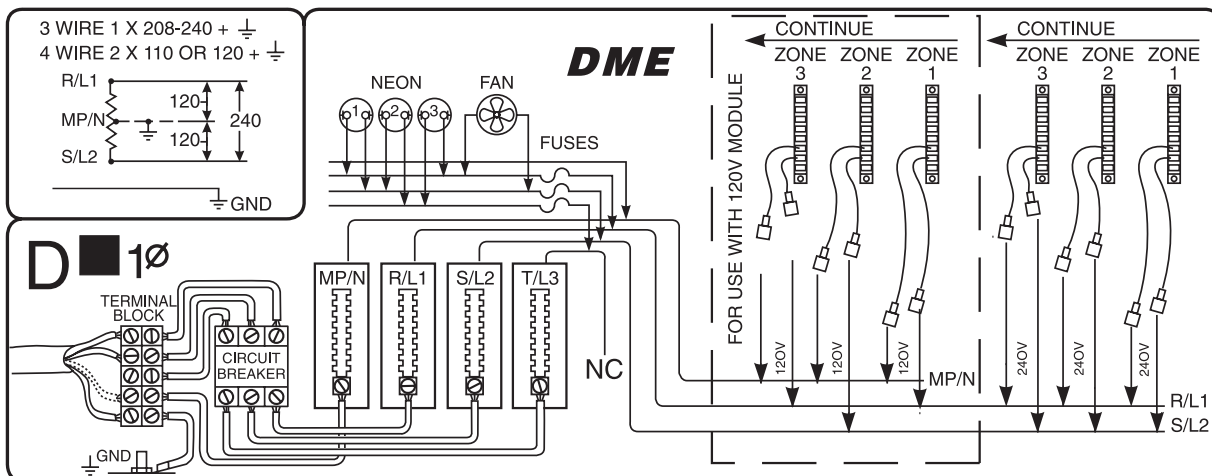 3 WIRE 1 X 208-240 +
4 WIRE 2 X 110 OR 120 +
R/L1
120
MP/N
240
120
S/L2
GND
DME
NEON
FAN
1
2
3
FUSES
FOR USE WITH 120V MODULE
CONTINUE
ZONE 3
ZONE 2
ZONE 1
CONTINUE
ZONE 3
ZONE 2
ZONE 1
D 1Ø
TERMINAL BLOCK
CIRCUIT BREAKER
GND
MP/N
R/L1
S/L2
T/L3
NC
120V
120V
120V
240V
240V
240V
MP/N
R/L1
S/L2